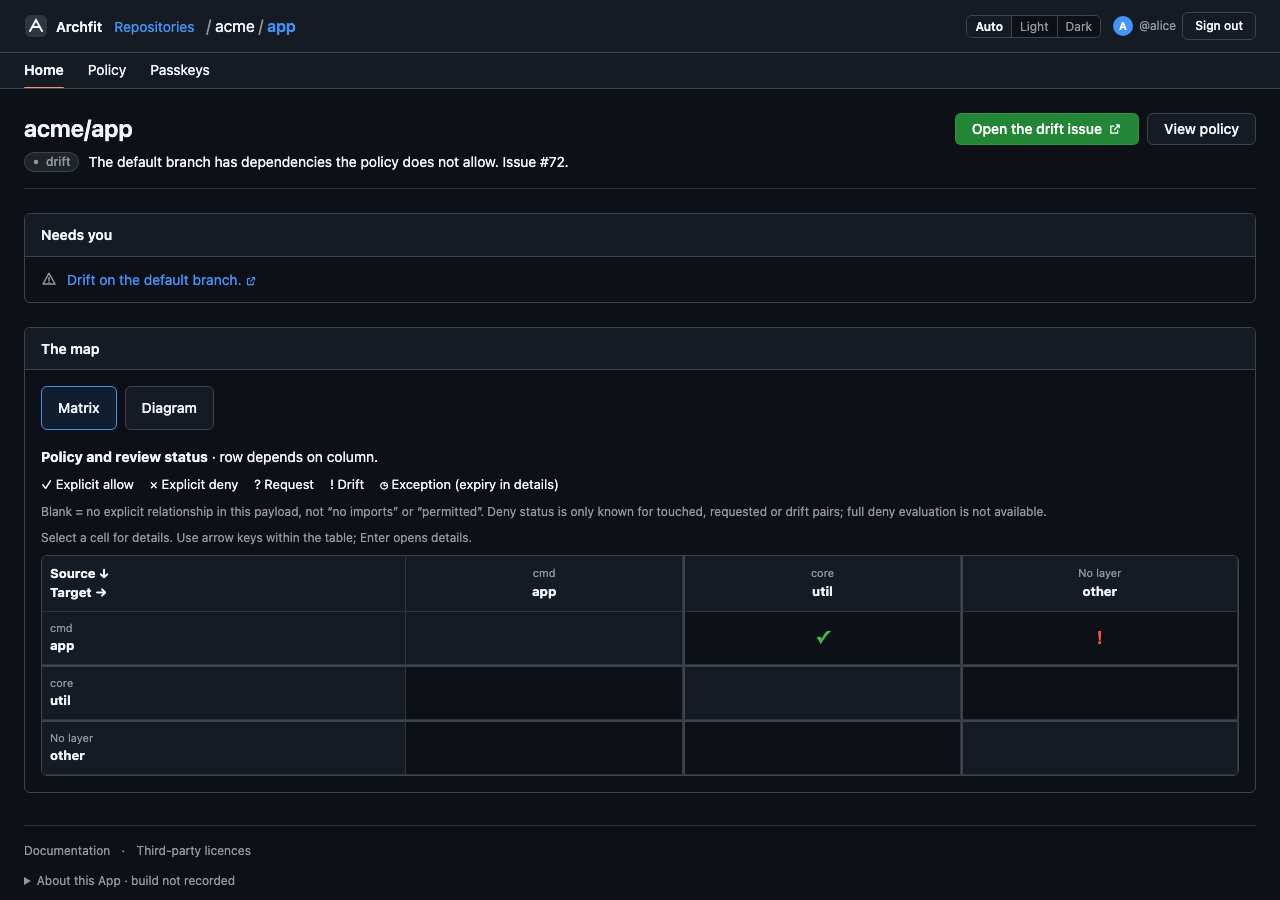 Archfit Repositories / acme / app
Auto Light Dark A @alice Sign out
Home Policy Passkeys
acme/app
Open the drift issue View policy
drift The default branch has dependencies the policy does not allow. Issue #72.
Needs you
Drift on the default branch.
The map
Matrix Diagram
Policy and review status · row depends on column.
✓ Explicit allow × Explicit deny ? Request ! Drift ◷ Exception (expiry in details)
Blank = no explicit relationship in this payload, not “no imports” or “permitted”. Deny status is only known for touched, requested or drift pairs; full deny evaluation is not available.
Select a cell for details. Use arrow keys within the table; Enter opens details.
Source ↓
Target →
cmd
app
core
util
No layer
other
cmd
app
✓ !
core
util
No layer
other
Documentation · Third-party licences
▶ About this App · build not recorded